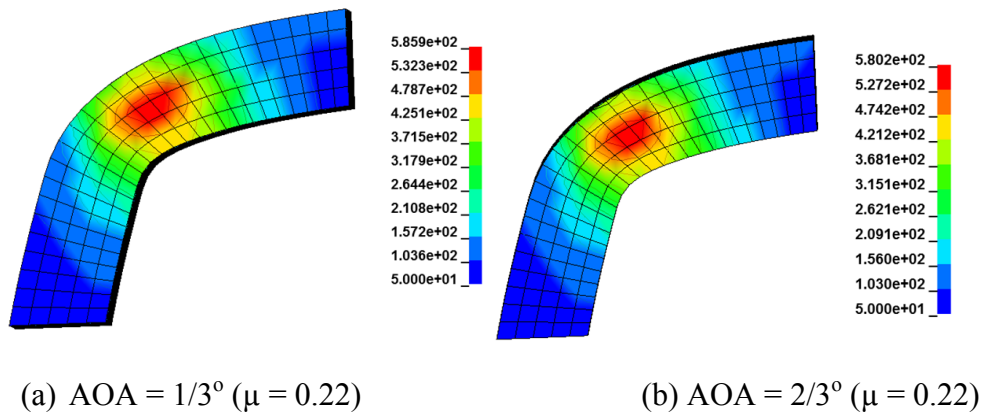 5.859e+02
5.323e+02
4.787e+02
4.251e+02
3.715e+02
3.179e+02
2.644e+02
2.108e+02
1.572e+02
1.036e+02
5.000e+01
5.802e+02
5.272e+02
4.742e+02
4.212e+02
3.681e+02
3.151e+02
2.621e+02
2.091e+02
1.560e+02
1.030e+02
5.000e+01
(a) AOA = 1/3° (μ = 0.22)
(b) AOA = 2/3° (μ = 0.22)